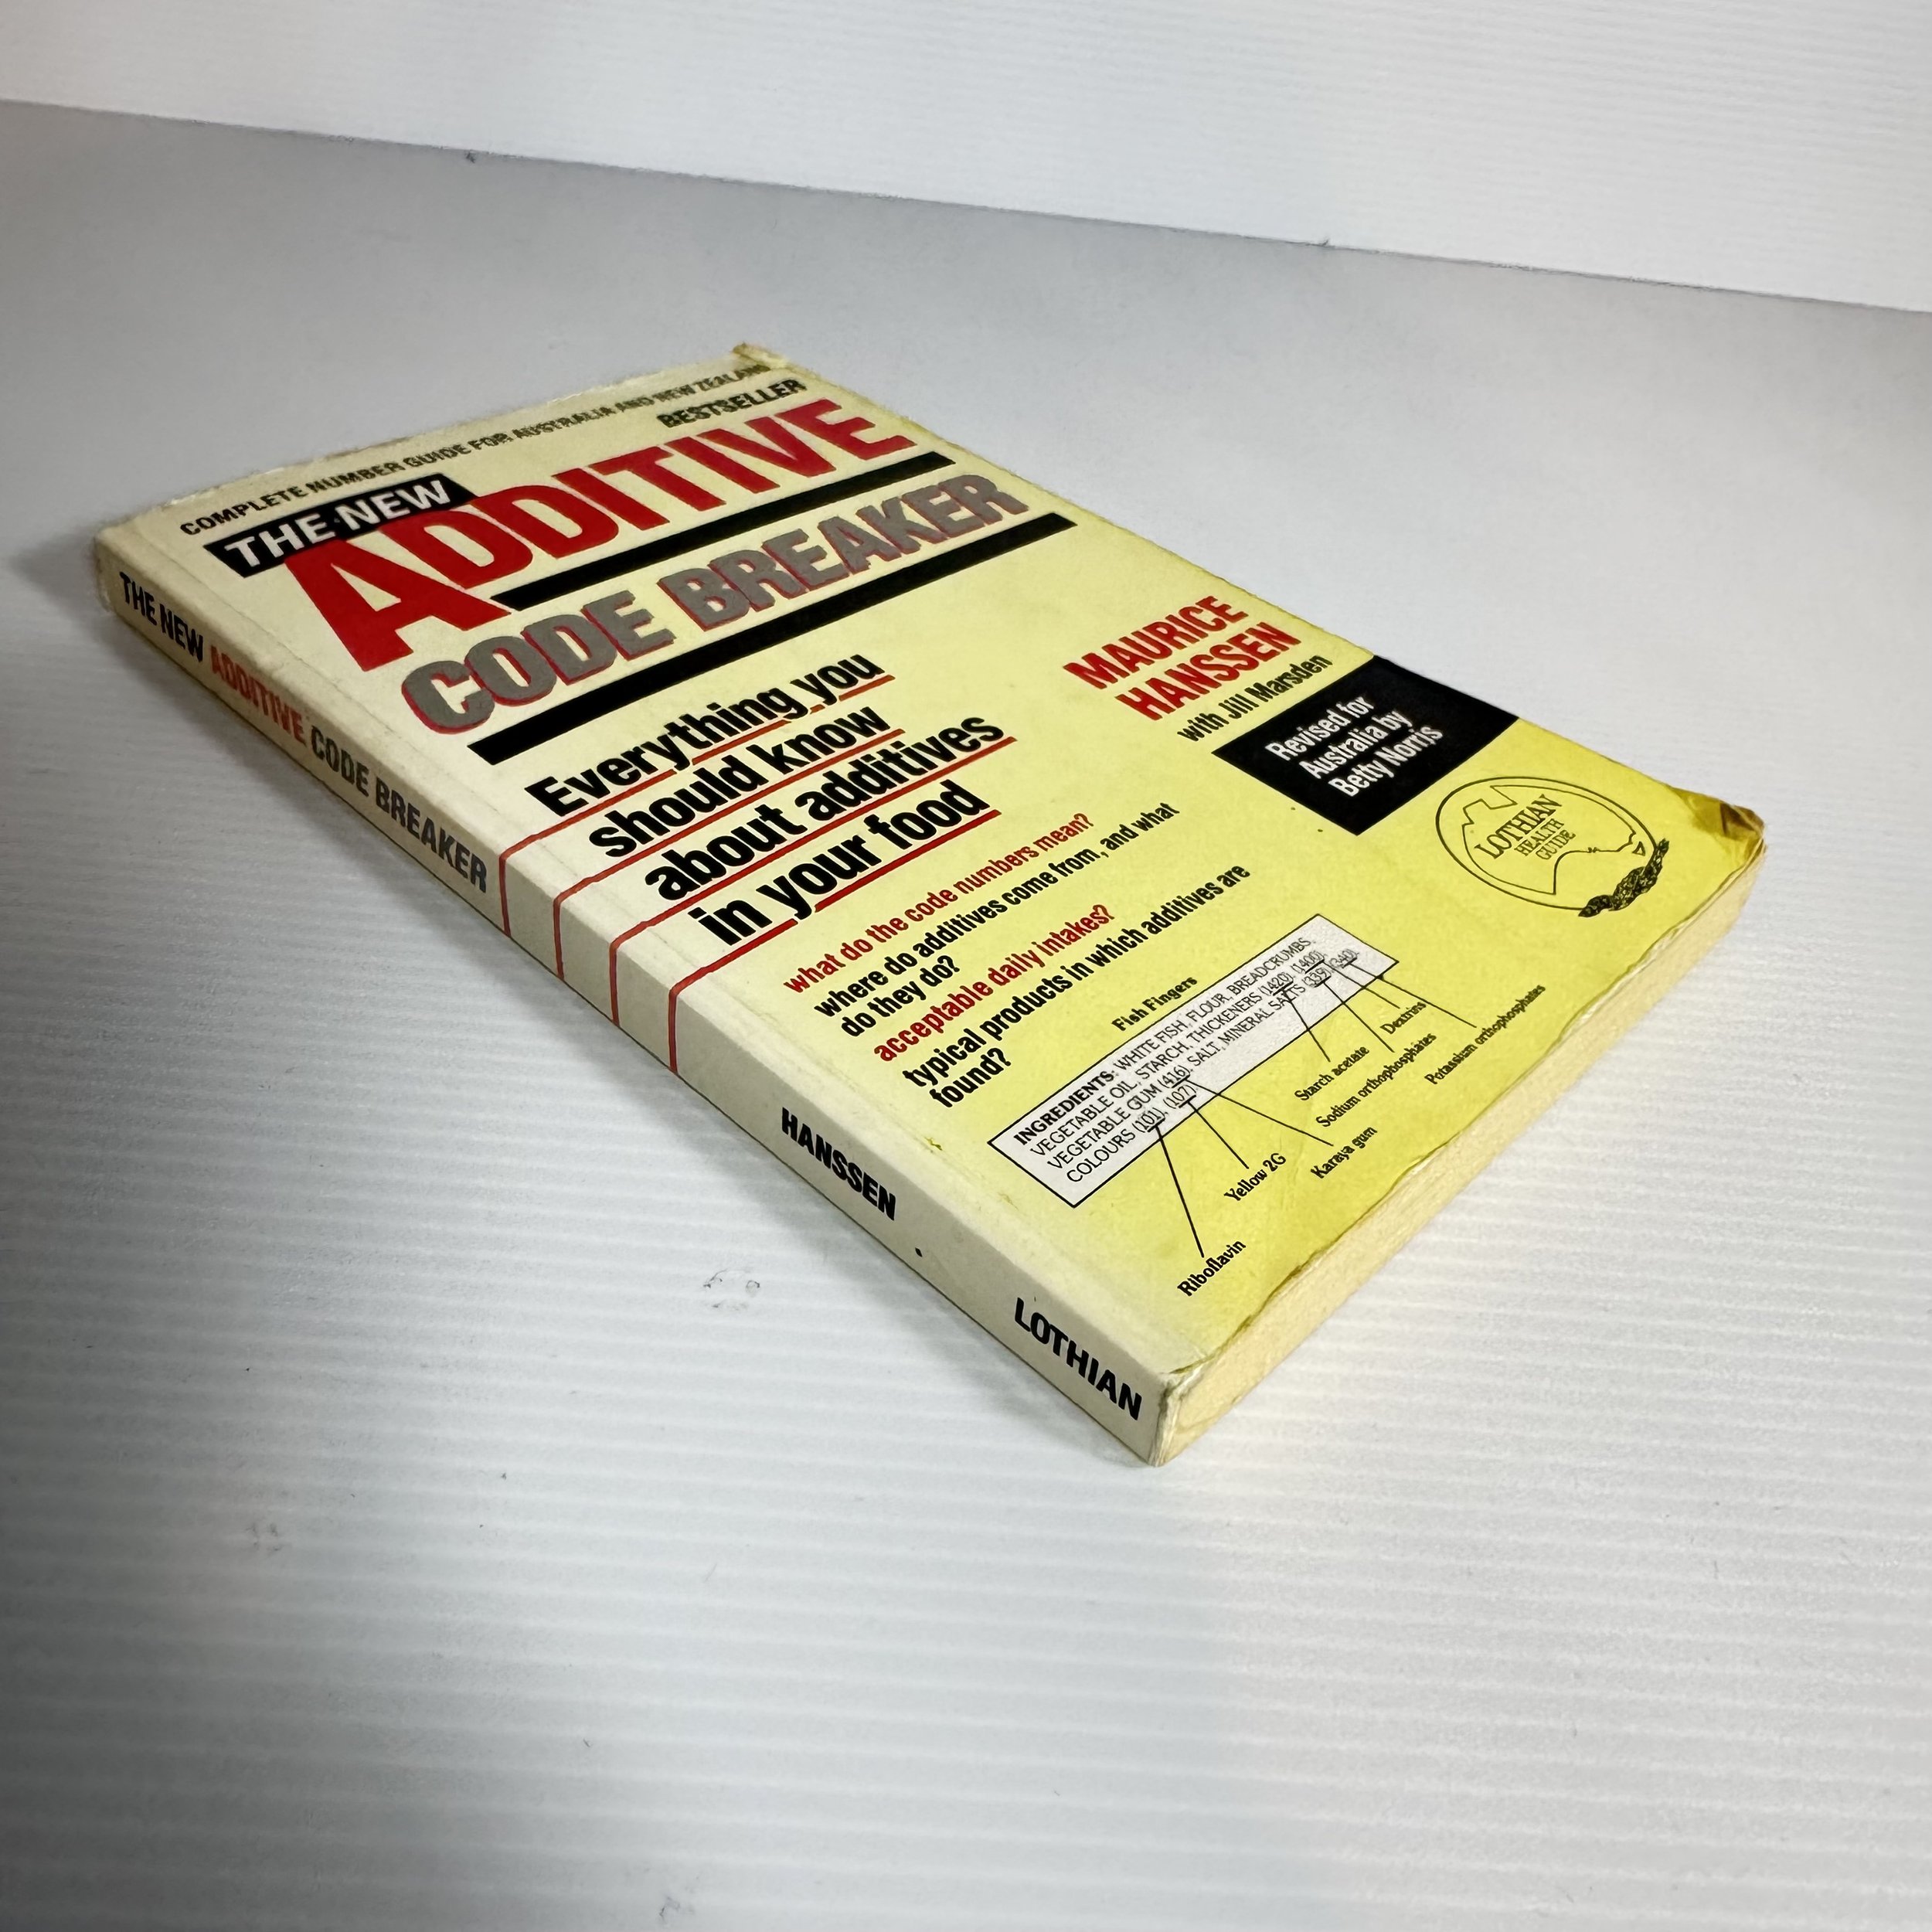 COMPLETE NUMBER GUIDE FOR AUSTRALIA AND NEW ZEALAND
BESTSELLER
THE NEW
ADDITIVE
CODE BREAKER
Everything you
should know
about additives
in your food
MAURICE
HANSSEN
with Jill Marsden
Revised for
Australia by
Betty Norris
LOTHIAN
HEALTH
GUIDE
what do the code numbers mean?
where do additives come from, and what
do they do?
acceptable daily intakes?
typical products in which additives are
found?
Fish Fingers
INGREDIENTS: WHITE FISH, FLOUR, BREADCRUMBS,
VEGETABLE OIL, STARCH, THICKENERS (1420), (1400),
VEGETABLE GUM (416), SALT, MINERAL SALTS (339), (340),
COLOURS (101), (107)
Dextrins
Potassium orthophosphates
Starch acetate
Sodium orthophosphates
Karaya gum
Yellow 2G
Riboflavin
THE NEW ADDITIVE CODE BREAKER
HANSSEN
LOTHIAN